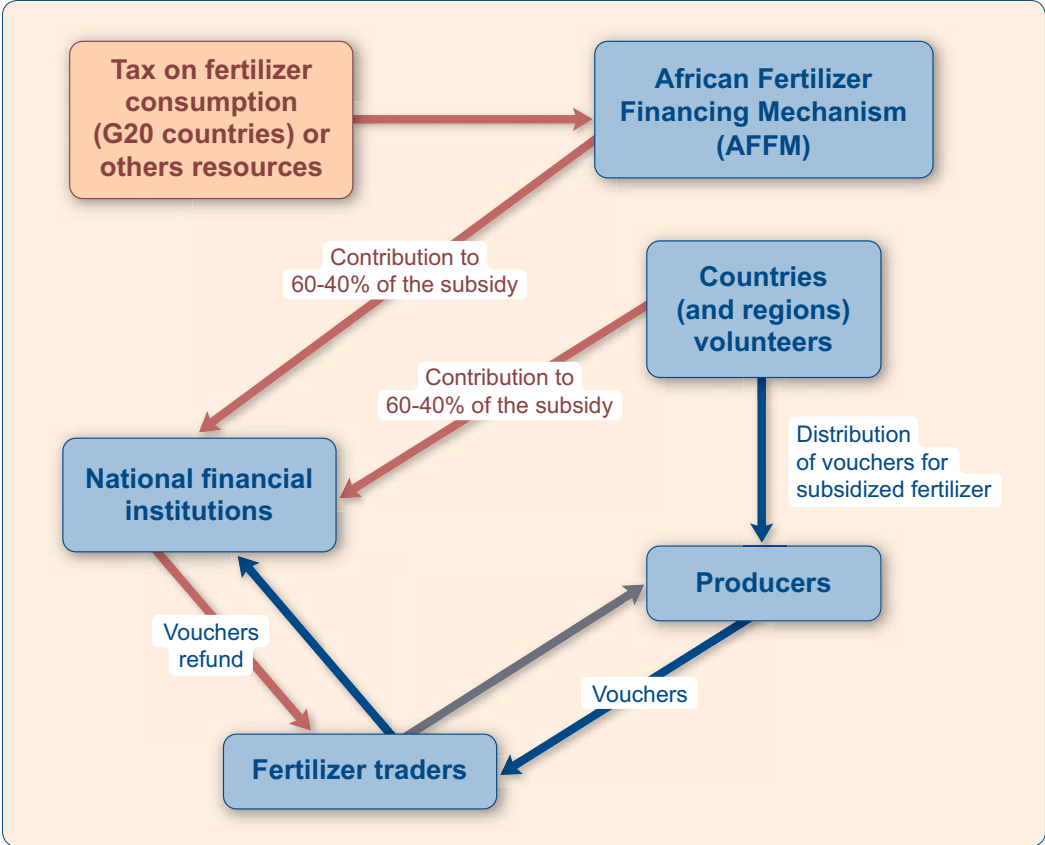 Tax on fertilizer
consumption
(G20 countries) or
others resources
African Fertilizer
Financing Mechanism
(AFFM)
Contribution to
60-40% of the subsidy
Countries
(and regions)
volunteers
Contribution to
60-40% of the subsidy
Distribution
of vouchers for
subsidized fertilizer
National financial
institutions
Producers
Vouchers
refund
Vouchers
Fertilizer traders